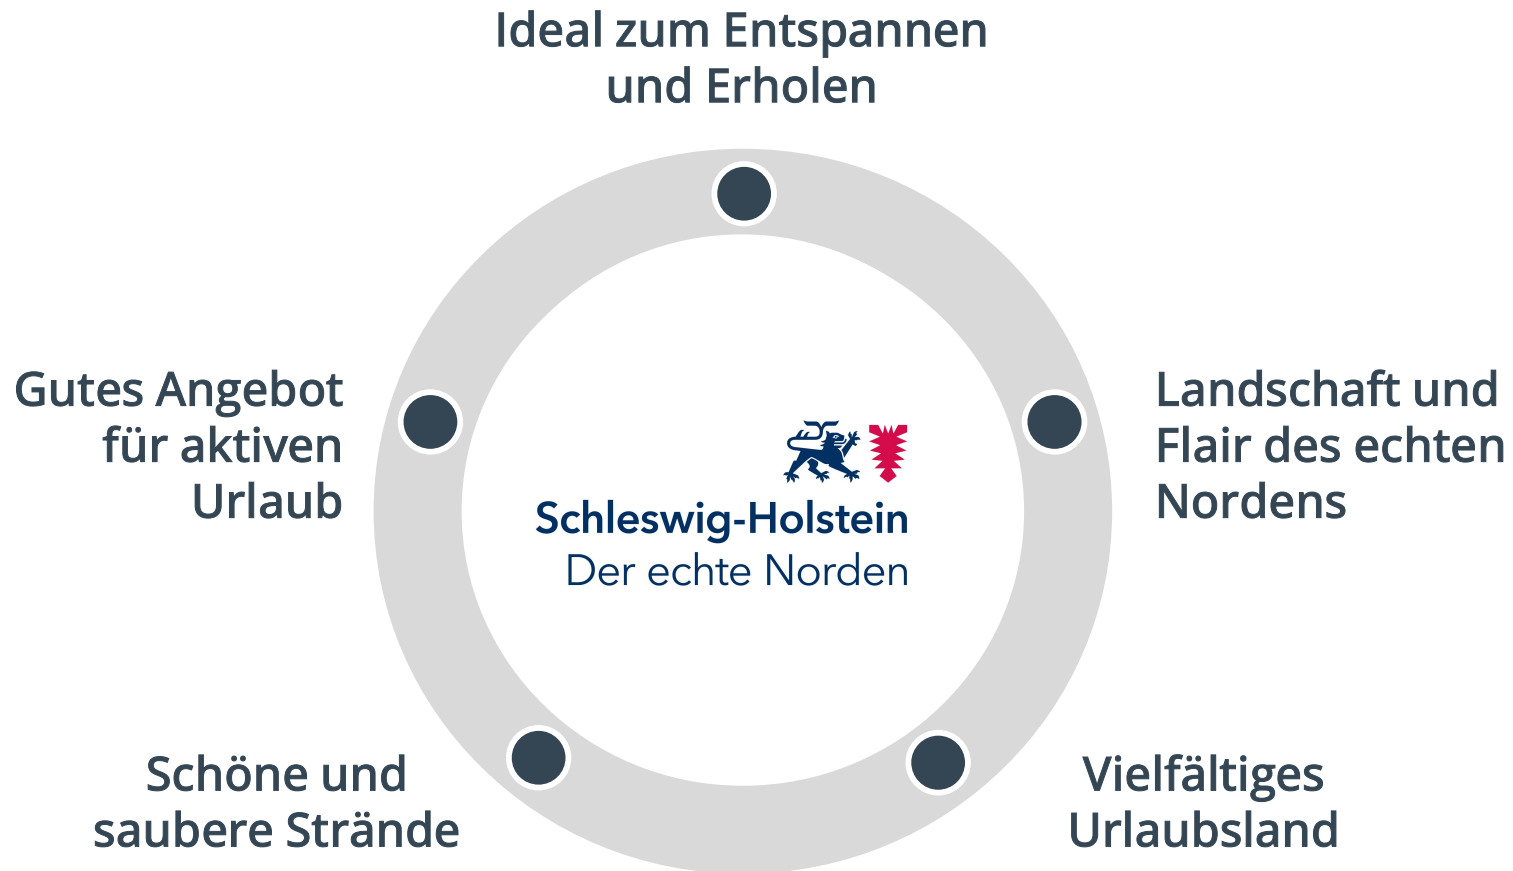 Ideal zum Entspannen
und Erholen
Gutes Angebot
für aktiven
Urlaub
Landschaft und
Flair des echten
Nordens
Schleswig-Holstein
Der echte Norden
Schöne und
saubere Strände
Vielfältiges
Urlaubsland